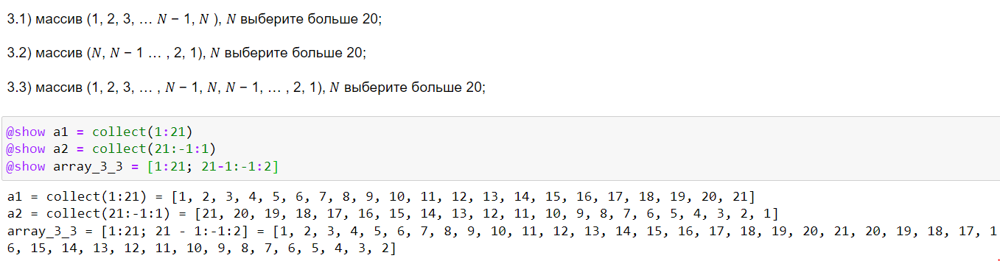 3.1) массив (1, 2, 3, … N − 1, N ), N выберите больше 20;
3.2) массив (N, N − 1 … , 2, 1), N выберите больше 20;
3.3) массив (1, 2, 3, … , N − 1, N, N − 1, … , 2, 1), N выберите больше 20;
@show a1 = collect(1:21)
@show a2 = collect(21:-1:1)
@show array_3_3 = [1:21; 21-1:-1:2]
a1 = collect(1:21) = [1, 2, 3, 4, 5, 6, 7, 8, 9, 10, 11, 12, 13, 14, 15, 16, 17, 18, 19, 20, 21]
a2 = collect(21:-1:1) = [21, 20, 19, 18, 17, 16, 15, 14, 13, 12, 11, 10, 9, 8, 7, 6, 5, 4, 3, 2, 1]
array_3_3 = [1:21; 21 - 1:-1:2] = [1, 2, 3, 4, 5, 6, 7, 8, 9, 10, 11, 12, 13, 14, 15, 16, 17, 18, 19, 20, 21, 20, 19, 18, 17, 1
6, 15, 14, 13, 12, 11, 10, 9, 8, 7, 6, 5, 4, 3, 2]